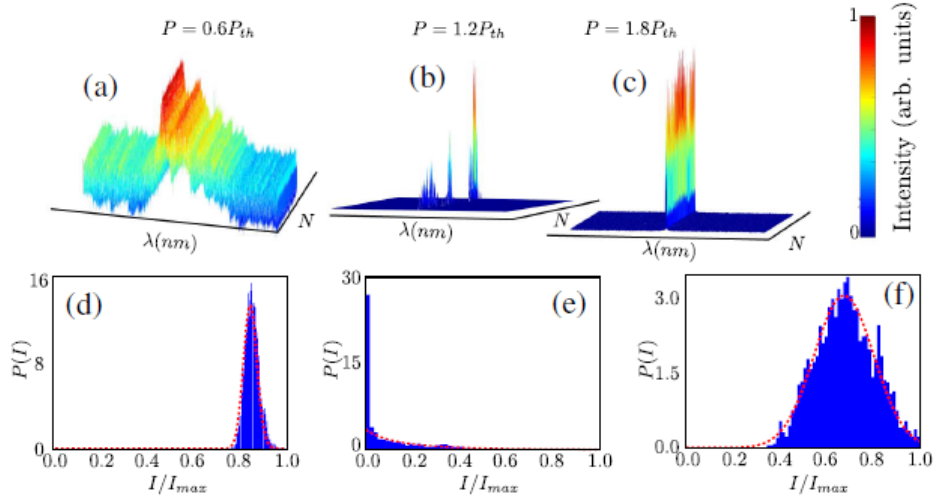 P = 0.6P_th
P = 1.2P_th
P = 1.8P_th
(a)
(b)
(c)
λ(nm)
N
λ(nm)
N
λ(nm)
N
1
0
Intensity (arb. units)
(d)
P(I)
16
8
0
0.0 0.2 0.4 0.6 0.8 1.0
I/I_max
(e)
P(I)
30
15
0
0.0 0.2 0.4 0.6 0.8 1.0
I/I_max
(f)
P(I)
3.0
1.5
0.0
0.0 0.2 0.4 0.6 0.8 1.0
I/I_max